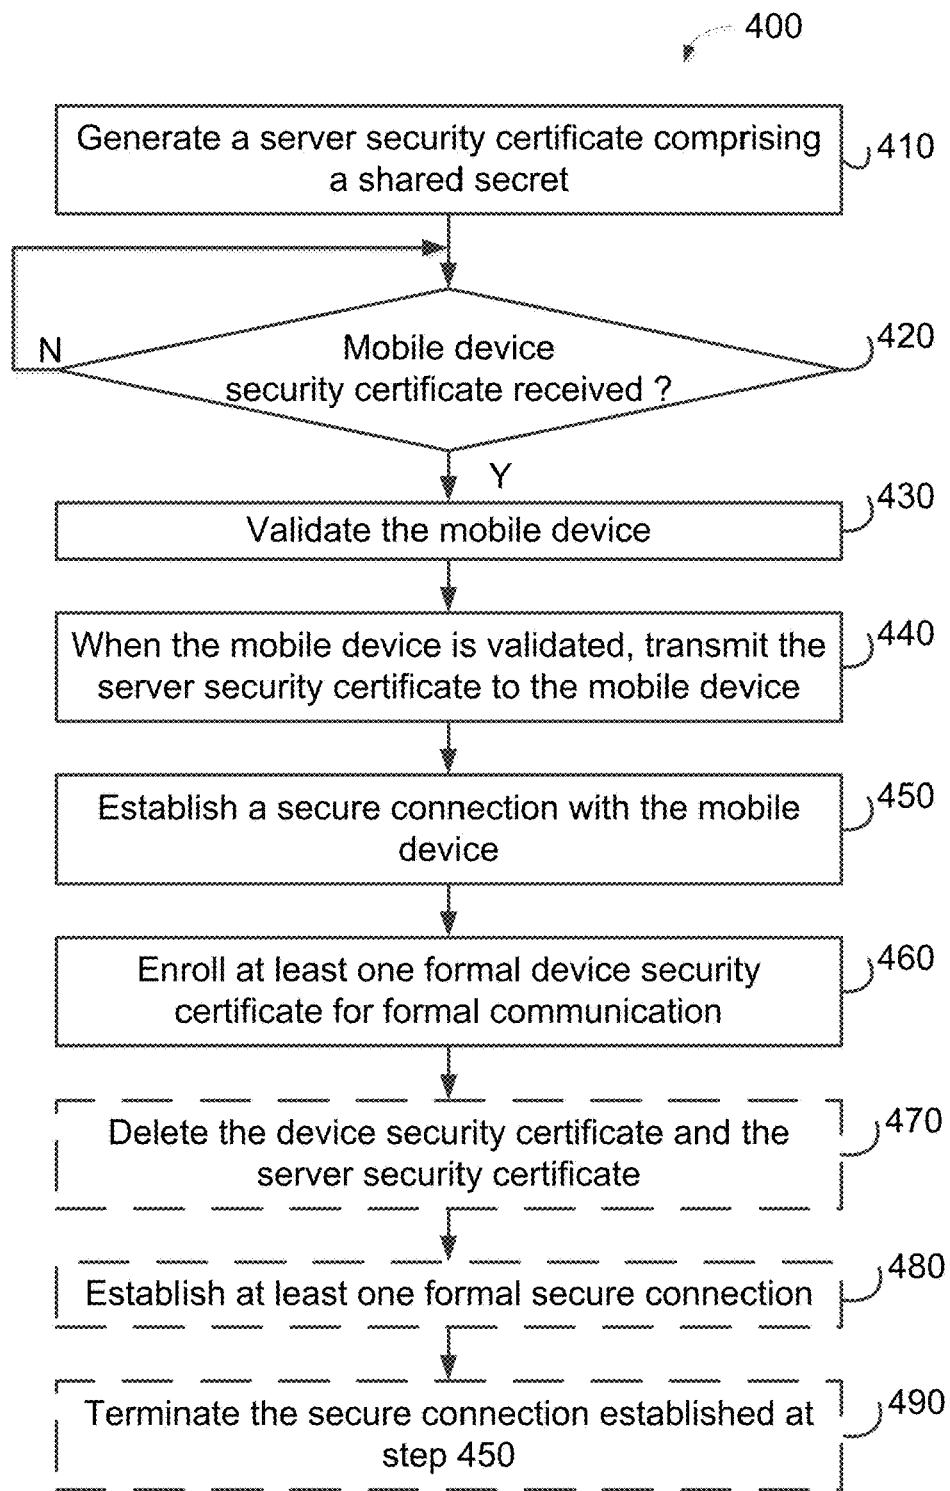 400
Generate a server security certificate comprising
a shared secret
410
N
Mobile device
security certificate received ?
420
Y
Validate the mobile device
430
When the mobile device is validated, transmit the
server security certificate to the mobile device
440
Establish a secure connection with the mobile
device
450
Enroll at least one formal device security
certificate for formal communication
460
Delete the device security certificate and the
server security certificate
470
Establish at least one formal secure connection
480
Terminate the secure connection established at
step 450
490